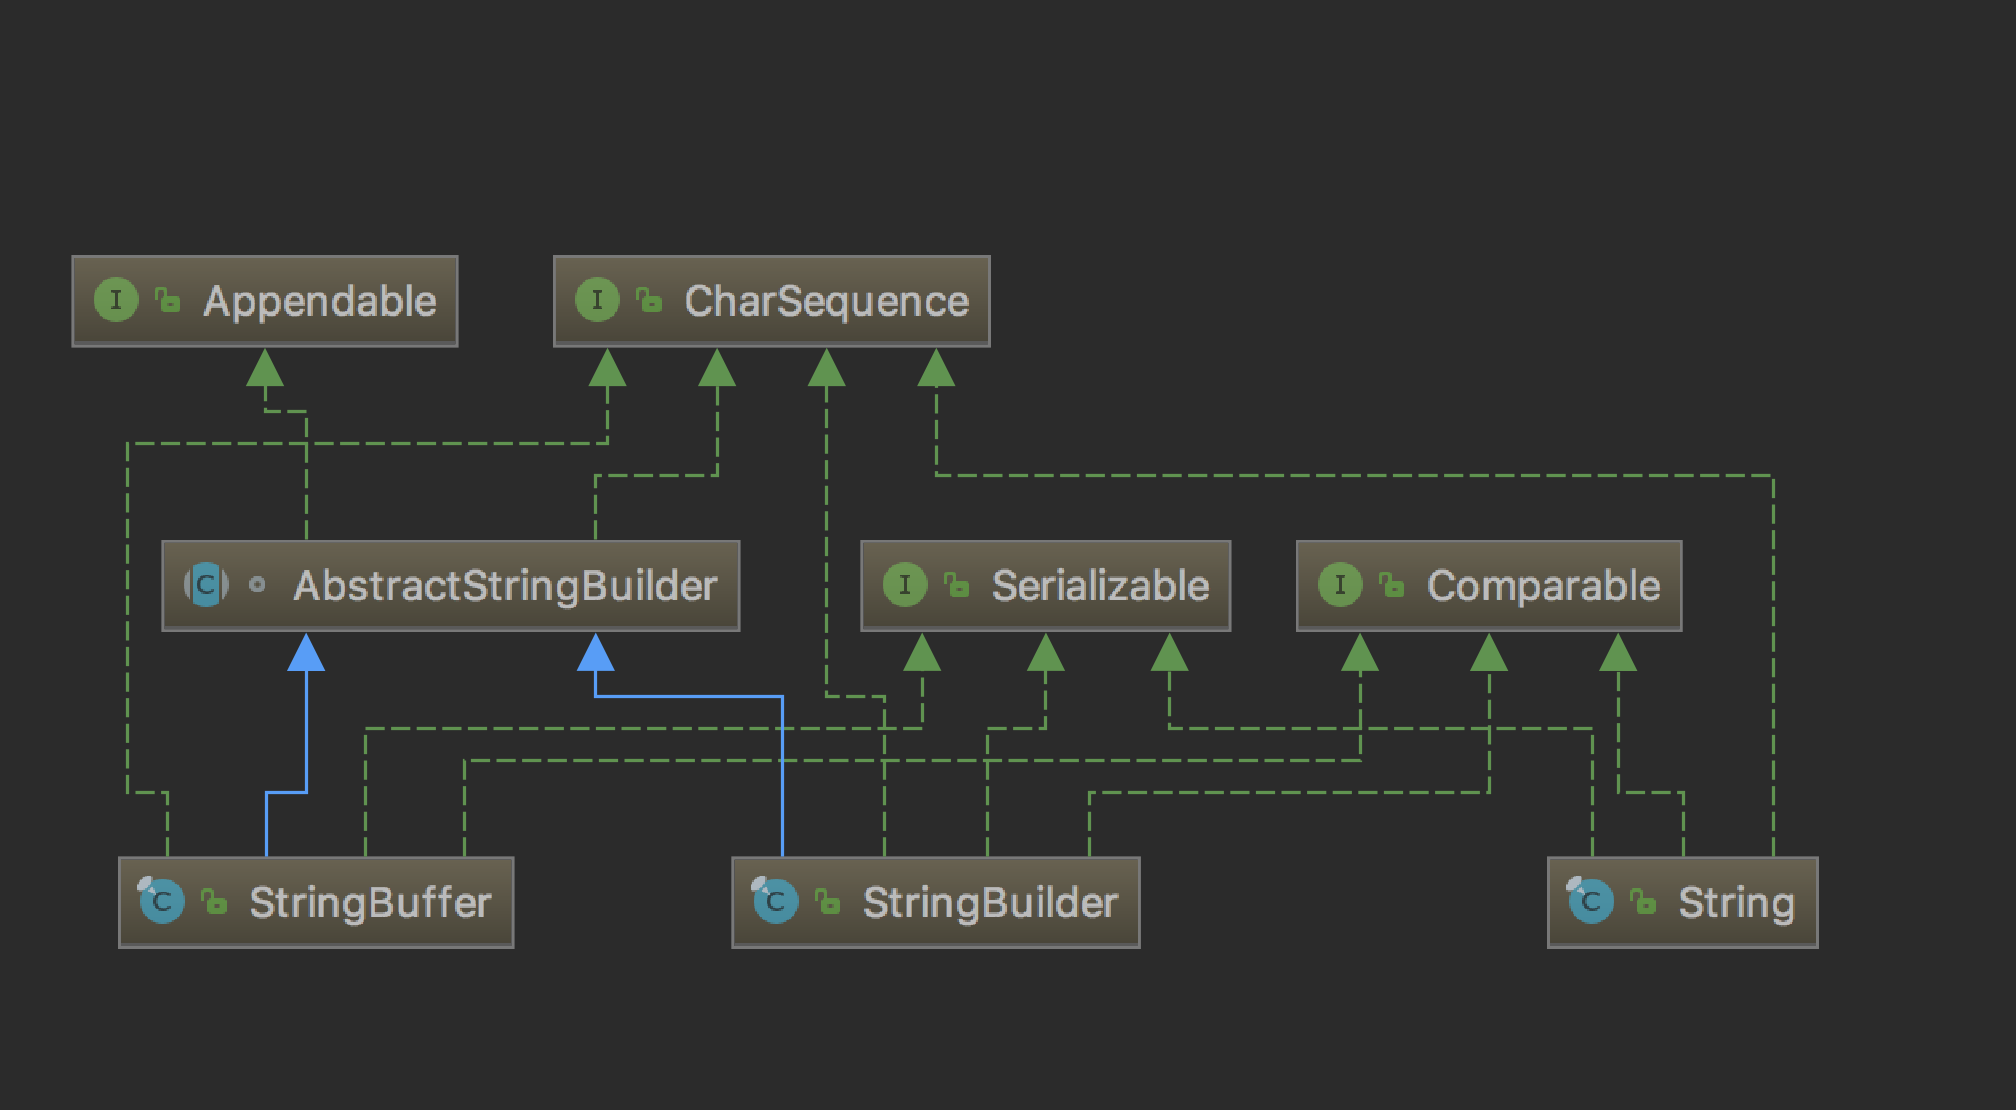 I Appendable
I CharSequence
C AbstractStringBuilder
I Serializable
I Comparable
C StringBuffer
C StringBuilder
C String